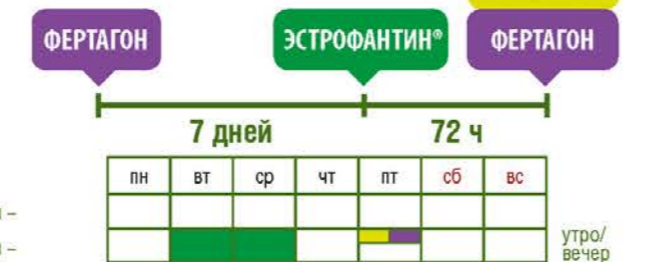 ФЕРТАГОН
ЭСТРОФАНТИН®
ФЕРТАГОН
7 дней
72 ч
пн вт ср чт пт сб вс
утро/
вечер